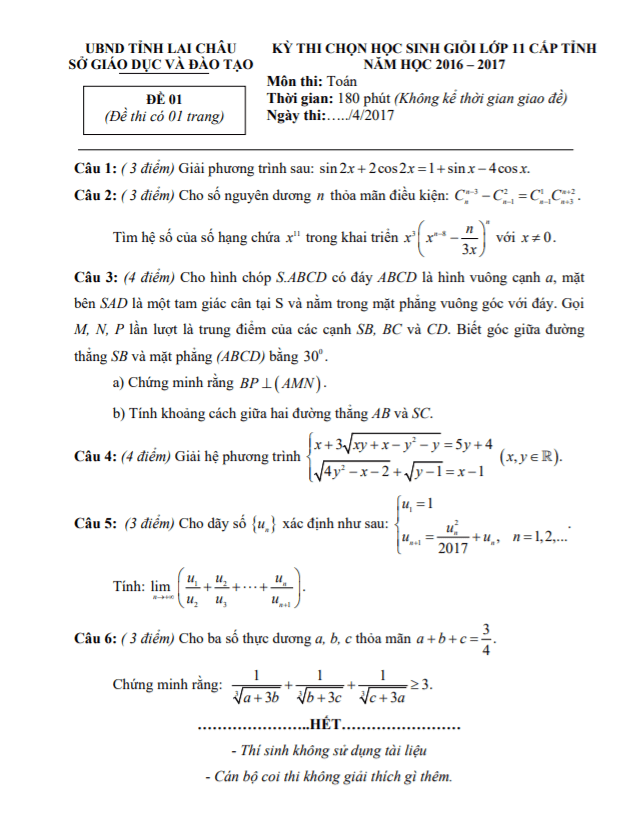 UBND TỈNH LAI CHÂU
SỞ GIÁO DỤC VÀ ĐÀO TẠO
KỲ THI CHỌN HỌC SINH GIỎI LỚP 11 CẤP TỈNH
NĂM HỌC 2016 – 2017
ĐỀ 01
(Đề thi có 01 trang)
Môn thi: Toán
Thời gian: 180 phút (Không kể thời gian giao đề)
Ngày thi:…../4/2017
Câu 1: ( 3 điểm) Giải phương trình sau: sin 2x + 2cos 2x = 1 + sin x − 4cos x.
Câu 2: ( 3 điểm) Cho số nguyên dương n thỏa mãn điều kiện: $C_n^{n-3} - C_{n-1}^2 = C_{n-1}^1 C_{n+3}^{n+2}$.
Tìm hệ số của số hạng chứa $x^{11}$ trong khai triển $x^3\left(x^{n-8} - \frac{n}{3x}\right)^n$ với $x \neq 0$.
Câu 3: (4 điểm) Cho hình chóp S.ABCD có đáy ABCD là hình vuông cạnh a, mặt
bên SAD là một tam giác cân tại S và nằm trong mặt phẳng vuông góc với đáy. Gọi
M, N, P lần lượt là trung điểm của các cạnh SB, BC và CD. Biết góc giữa đường
thẳng SB và mặt phẳng (ABCD) bằng $30^0$.
a) Chứng minh rằng BP ⊥ (AMN).
b) Tính khoảng cách giữa hai đường thẳng AB và SC.
Câu 4: (4 điểm) Giải hệ phương trình $\begin{cases} x + 3\sqrt{xy + x - y^2 - y} = 5y + 4 \\ \sqrt{4y^2 - x - 2} + \sqrt{y - 1} = x - 1 \end{cases}$ $(x, y \in \mathbb{R})$.
Câu 5: (3 điểm) Cho dãy số $\{u_n\}$ xác định như sau: $\begin{cases} u_1 = 1 \\ u_{n+1} = \frac{u_n^2}{2017} + u_n, \quad n = 1, 2, ... \end{cases}$.
Tính: $\lim_{n \to +\infty}\left(\frac{u_1}{u_2} + \frac{u_2}{u_3} + \cdots + \frac{u_n}{u_{n+1}}\right)$.
Câu 6: ( 3 điểm) Cho ba số thực dương a, b, c thỏa mãn $a + b + c = \frac{3}{4}$.
Chứng minh rằng: $\frac{1}{\sqrt[3]{a + 3b}} + \frac{1}{\sqrt[3]{b + 3c}} + \frac{1}{\sqrt[3]{c + 3a}} \geq 3$.
…………………..HẾT……………………
- Thí sinh không sử dụng tài liệu
- Cán bộ coi thi không giải thích gì thêm.